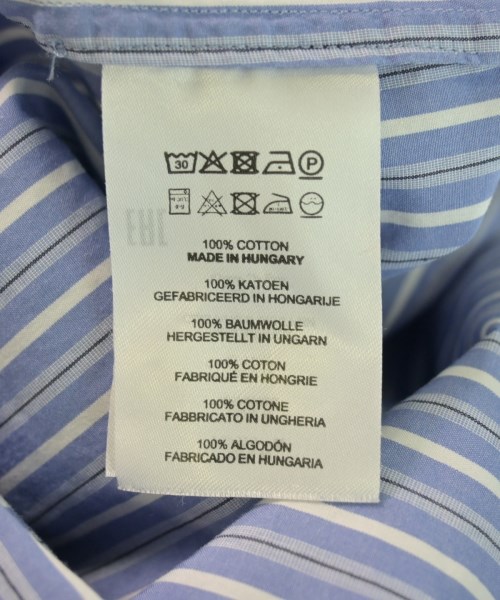 30
P
100% COTTON
MADE IN HUNGARY
100% KATOEN
GEFABRICEERD IN HONGARIJE
100% BAUMWOLLE
HERGESTELLT IN UNGARN
100% COTON
FABRIQUÉ EN HONGRIE
100% COTONE
FABBRICATO IN UNGHERIA
100% ALGODÓN
FABRICADO EN HUNGARIA